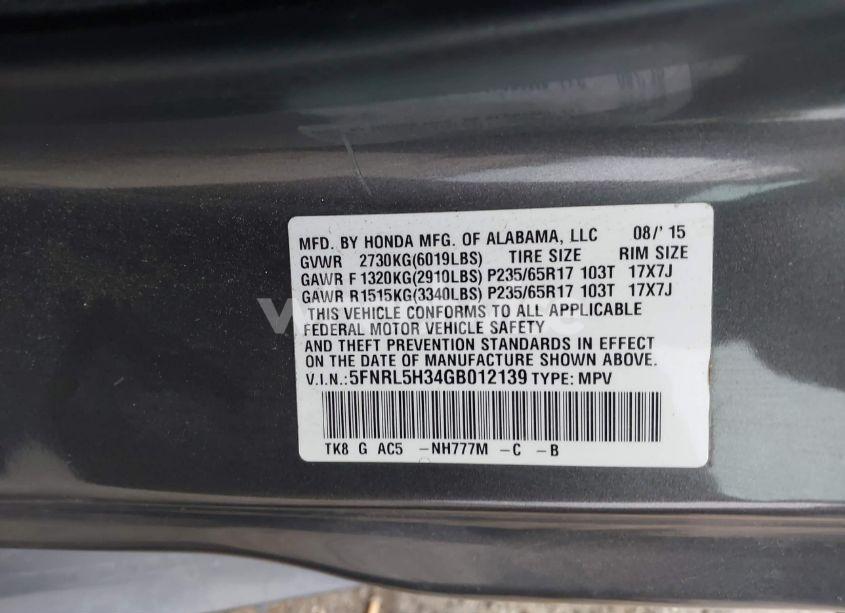 MFD. BY HONDA MFG. OF ALABAMA, LLC 08/'15
GVWR 2730KG(6019LBS) TIRE SIZE RIM SIZE
GAWR F 1320KG(2910LBS) P235/65R17 103T 17X7J
GAWR R1515KG(3340LBS) P235/65R17 103T 17X7J
THIS VEHICLE CONFORMS TO ALL APPLICABLE
FEDERAL MOTOR VEHICLE SAFETY
AND THEFT PREVENTION STANDARDS IN EFFECT
ON THE DATE OF MANUFACTURE SHOWN ABOVE.
V.I.N.:5FNRL5H34GB012139 TYPE: MPV
TK8 G AC5 -NH777M -C -B